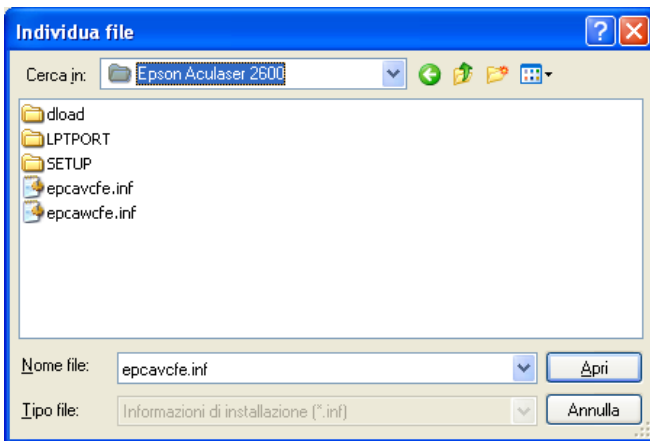 Individua file
Cerca in: Epson Aculaser 2600
dload
LPTPORT
SETUP
epcavcfe.inf
epcawcfe.inf
Nome file: epcavcfe.inf Apri
Tipo file: Informazioni di installazione (*.inf) Annulla